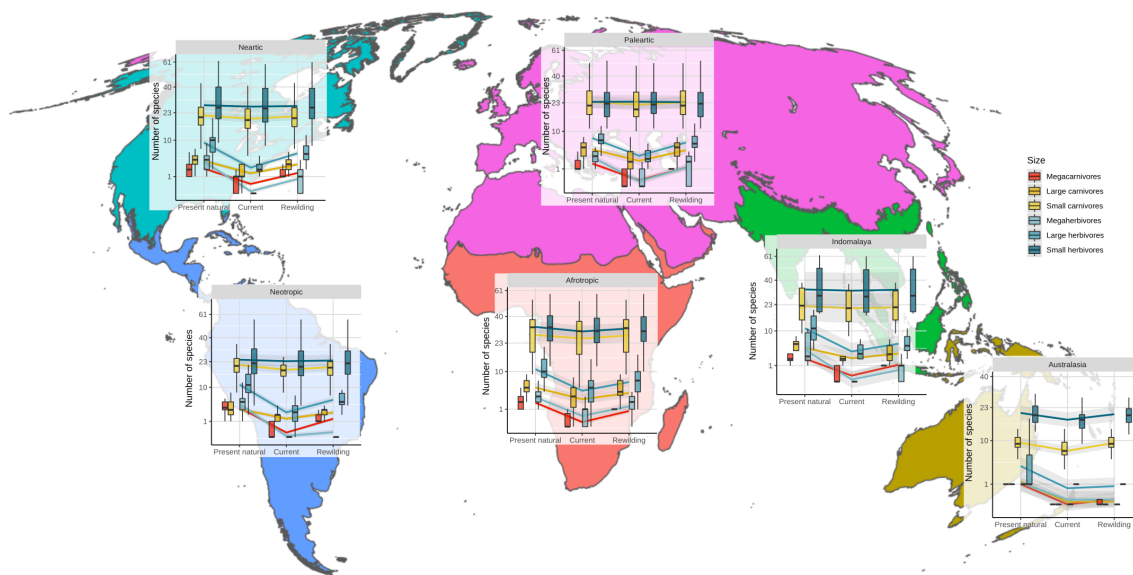 Neartic
Number of species
61
40
23
10
1
Present natural
Current
Rewilding
Paleartic
Number of species
61
40
23
10
1
Present natural
Current
Rewilding
Size
Megacarnivores
Large carnivores
Small carnivores
Megaherbivores
Large herbivores
Small herbivores
Indomalaya
Number of species
61
40
23
10
1
Present natural
Current
Rewilding
Neotropic
Number of species
61
40
23
10
1
Present natural
Current
Rewilding
Afrotropic
Number of species
61
40
23
10
1
Present natural
Current
Rewilding
Australasia
Number of species
40
23
10
1
Present natural
Current
Rewilding